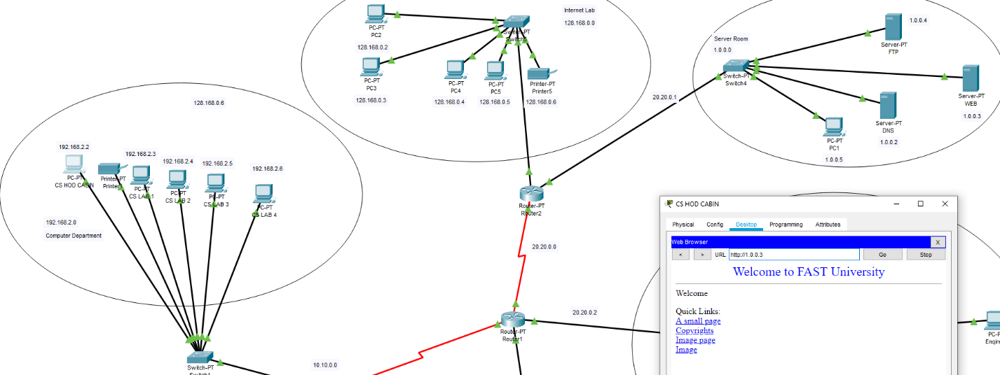 Internet Lab
128.168.0.0
PC-PT
PC2
128.168.0.2
Switch-PT
Switch5
PC-PT
PC3
128.168.0.3
PC-PT
PC4
128.168.0.4
PC-PT
PC5
128.168.0.5
Printer-PT
Printer5
128.168.0.6
Server Room
1.0.0.0
Switch-PT
Switch4
Server-PT
FTP
1.0.0.4
Server-PT
WEB
1.0.0.3
Server-PT
DNS
1.0.0.2
PC-PT
PC1
1.0.0.5
20.20.0.1
128.168.0.6
192.168.2.2
PC-PT
CS HOD CABIN
Printer-PT
192.168.2.3
PC-PT
CS LAB 1
192.168.2.4
PC-PT
CS LAB 2
192.168.2.5
PC-PT
CS LAB 3
192.168.2.6
PC-PT
CS LAB 4
192.168.2.0
Computer Department
Router-PT
Router2
20.20.0.0
Router-PT
Router1
20.20.0.2
10.10.0.0
Switch-PT
CS HOD CABIN
Physical Config Desktop Programming Attributes
Web Browser X
< > URL http://1.0.0.3 Go Stop
Welcome to FAST University
Welcome
Quick Links:
A small page
Copyrights
Image page
Image